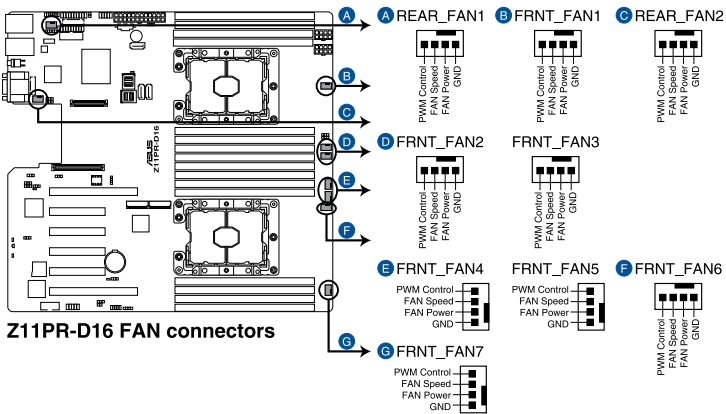 A
A REAR_FAN1
PWM Control
FAN Speed
FAN Power
GND
B FRNT_FAN1
PWM Control
FAN Speed
FAN Power
GND
C REAR_FAN2
PWM Control
FAN Speed
FAN Power
GND
B
C
/ISUS
Z11PR-D16
D
D FRNT_FAN2
PWM Control
FAN Speed
FAN Power
GND
FRNT_FAN3
PWM Control
FAN Speed
FAN Power
GND
E
F
E FRNT_FAN4
PWM Control
FAN Speed
FAN Power
GND
FRNT_FAN5
PWM Control
FAN Speed
FAN Power
GND
F FRNT_FAN6
PWM Control
FAN Speed
FAN Power
GND
Z11PR-D16 FAN connectors
G
G FRNT_FAN7
PWM Control
FAN Speed
FAN Power
GND